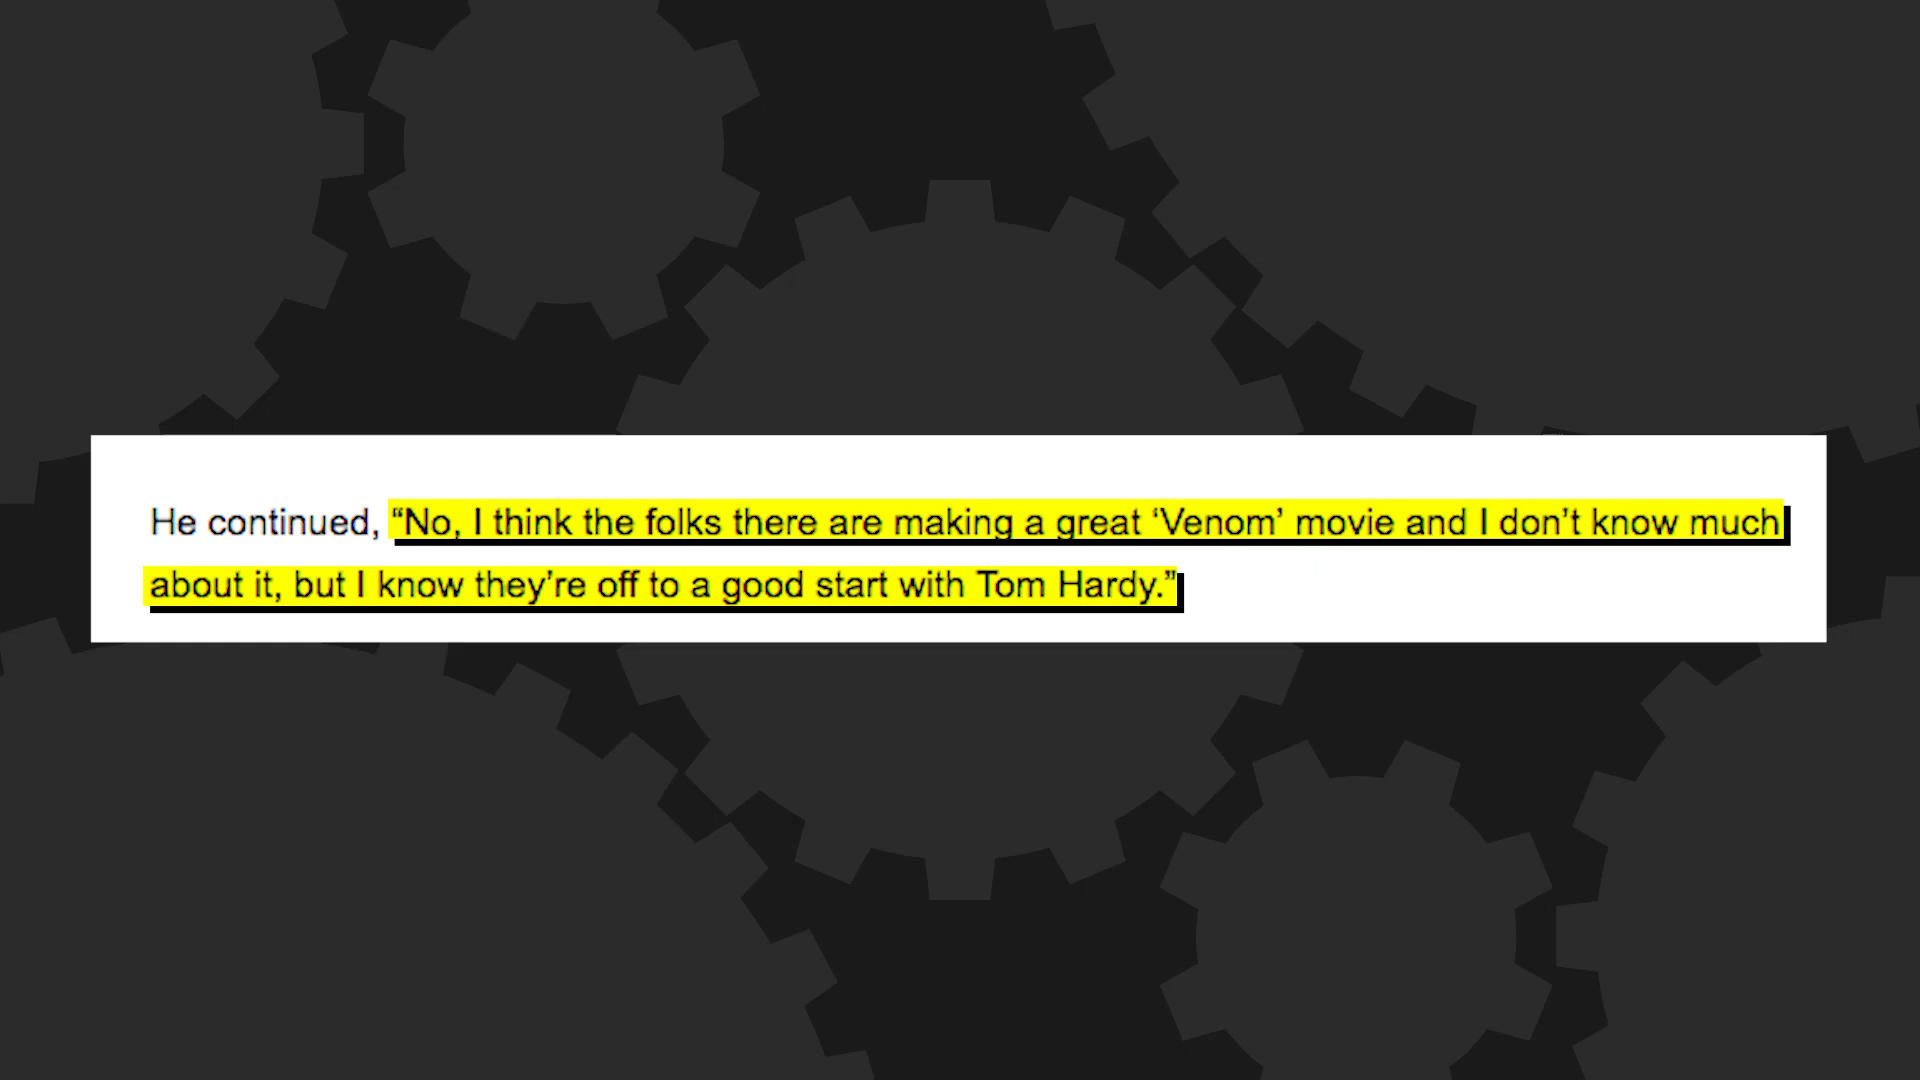 He continued, “No, I think the folks there are making a great ‘Venom’ movie and I don’t know much
about it, but I know they’re off to a good start with Tom Hardy.”